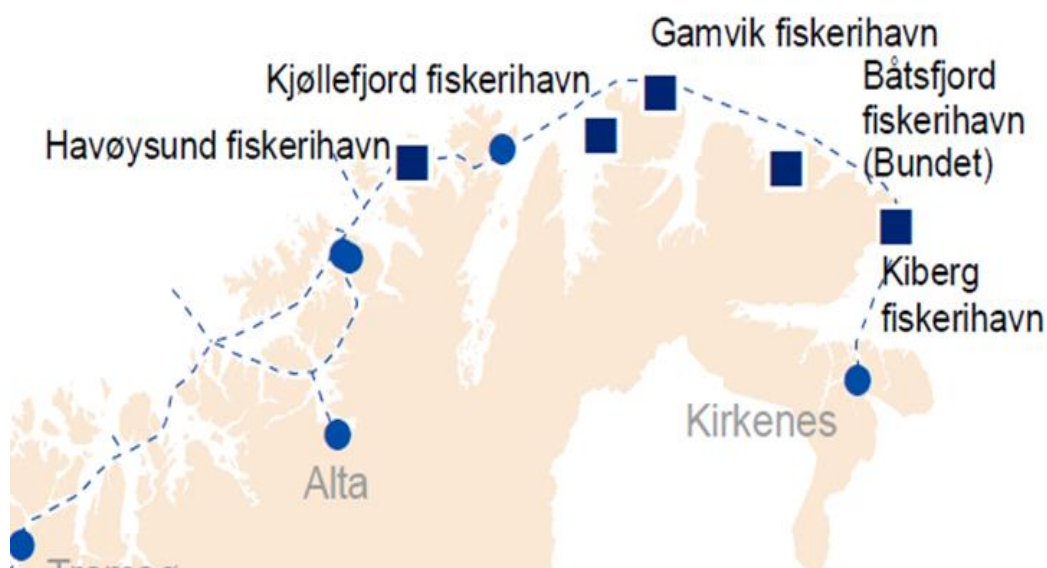 Gamvik fiskerihavn
Kjøllefjord fiskerihavn
Båtsfjord
fiskerihavn
(Bundet)
Havøysund fiskerihavn
Kiberg
fiskerihavn
Kirkenes
Alta